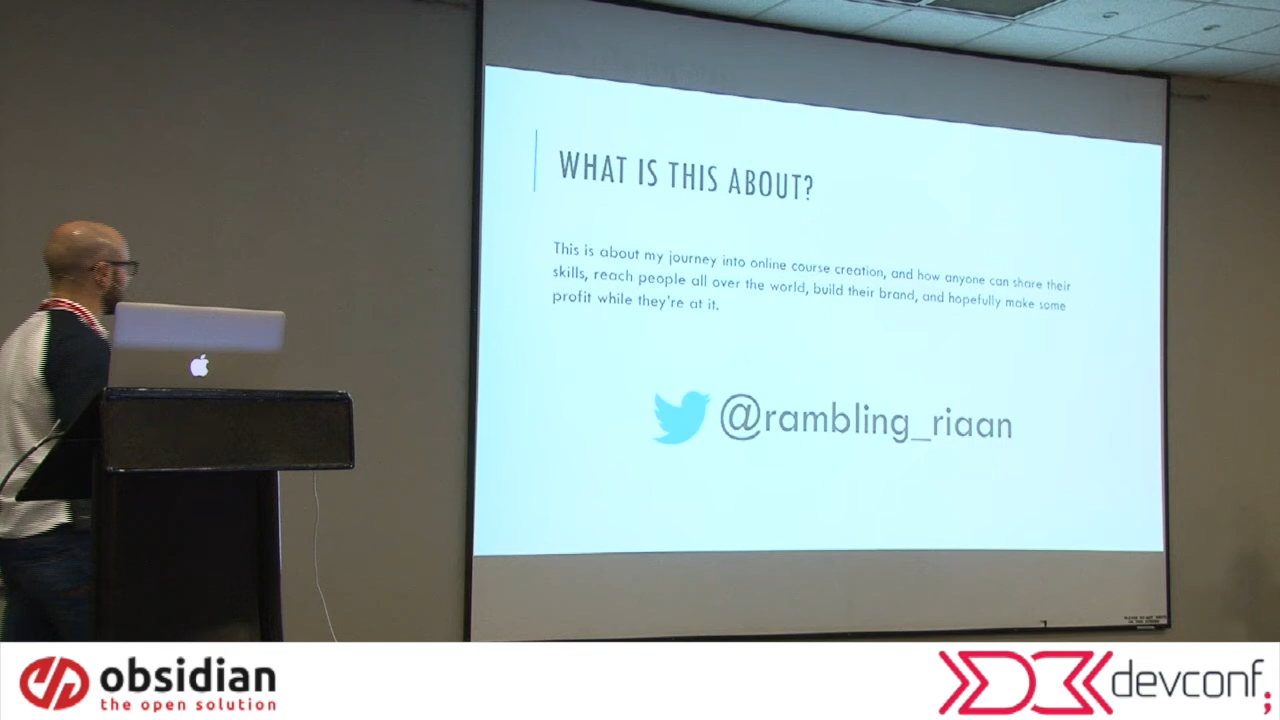 WHAT IS THIS ABOUT?
This is about my journey into online course creation, and how anyone can share their
skills, reach people all over the world, build their brand, and hopefully make some
profit while they're at it.
@rambling_riaan
obsidian
the open solution
devconf;